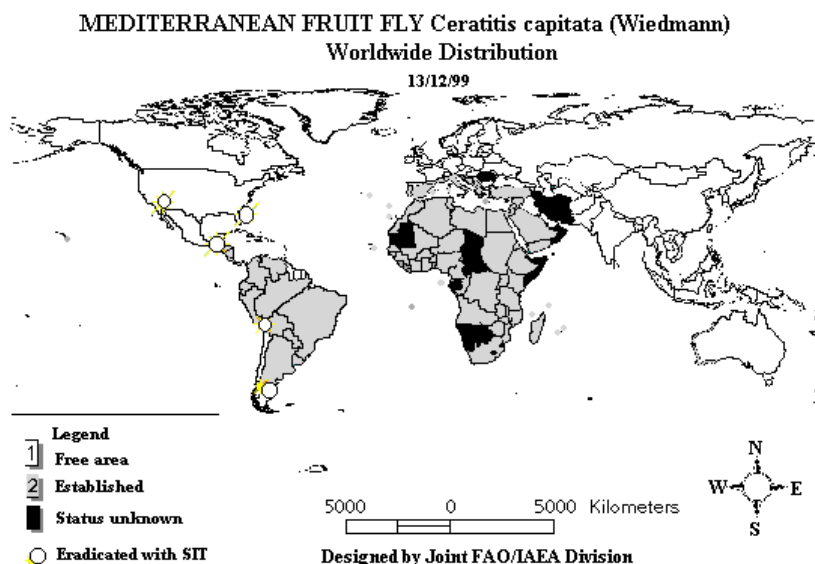 MEDITERRANEAN FRUIT FLY Ceratitis capitata (Wiedmann)
Worldwide Distribution
13/12/99
Legend
1 Free area
2 Established
Status unknown
Eradicated with SIT
N
W E
S
5000 0 5000 Kilometers
Designed by Joint FAO/IAEA Division